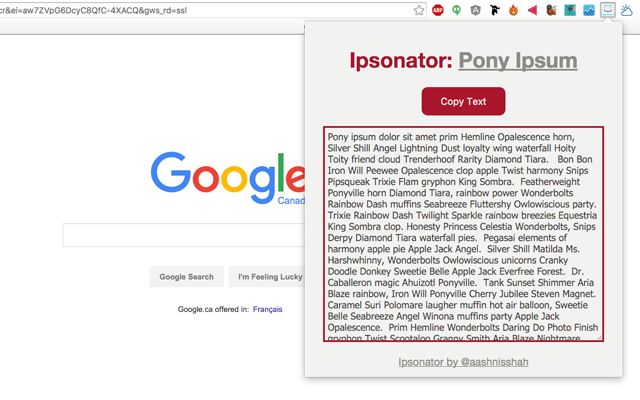 cr&ei=aw7ZVpG6DcyC8QfC-4XACQ&gws_rd=ssl
ABP
Ipsonator: Pony Ipsum
Copy Text
Pony ipsum dolor sit amet prim Hemline Opalescence horn,
Silver Shill Angel Lightning Dust loyalty wing waterfall Hoity
Toity friend cloud Trenderhoof Rarity Diamond Tiara. Bon Bon
Iron Will Peewee Opalescence clop apple Twist harmony Snips
Pipsqueak Trixie Flam gryphon King Sombra. Featherweight
Ponyville horn Diamond Tiara, rainbow power Wonderbolts
Rainbow Dash muffins Seabreeze Fluttershy Owlowiscious party.
Trixie Rainbow Dash Twilight Sparkle rainbow breezies Equestria
King Sombra clop. Honesty Princess Celestia Wonderbolts, Snips
Derpy Diamond Tiara waterfall pies. Pegasai elements of
harmony apple pie Apple Jack Angel. Silver Shill Matilda Ms.
Harshwhinny, Wonderbolts Owlowiscious unicorns Cranky
Doodle Donkey Sweetie Belle Apple Jack Everfree Forest. Dr.
Caballeron magic Ahuizotl Ponyville. Tank Sunset Shimmer Aria
Blaze rainbow, Iron Will Ponyville Cherry Jubilee Steven Magnet.
Caramel Suri Polomare laugher muffin hot air balloon, Sweetie
Belle Seabreeze Angel Winona muffins party Apple Jack
Opalescence. Prim Hemline Wonderbolts Daring Do Photo Finish
gryphon Twist Scootaloo Granny Smith Aria Blaze Nightmare
Ipsonator by @aashnisshah
Google
Canada
Google Search
I'm Feeling Lucky
Google.ca offered in: Français